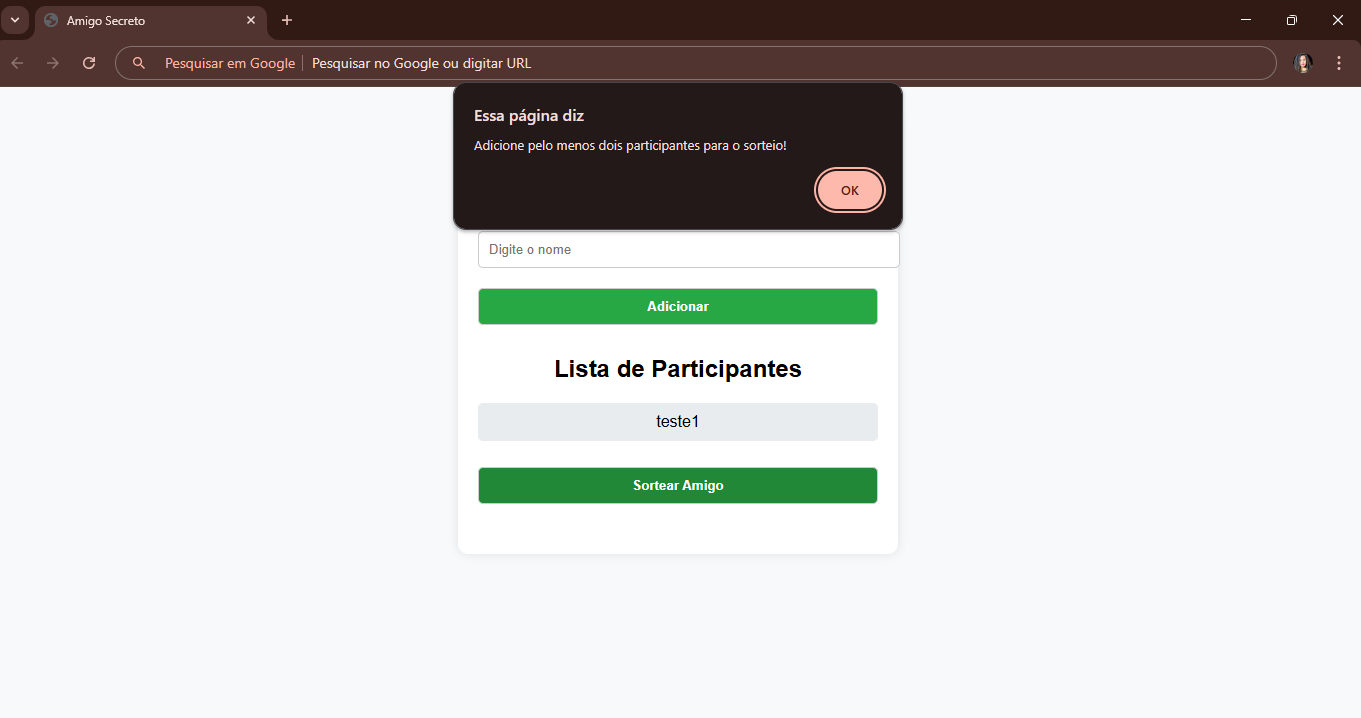 Amigo Secreto
Pesquisar em Google
Pesquisar no Google ou digitar URL
Essa página diz
Adicione pelo menos dois participantes para o sorteio!
OK
Digite o nome
Adicionar
Lista de Participantes
teste1
Sortear Amigo